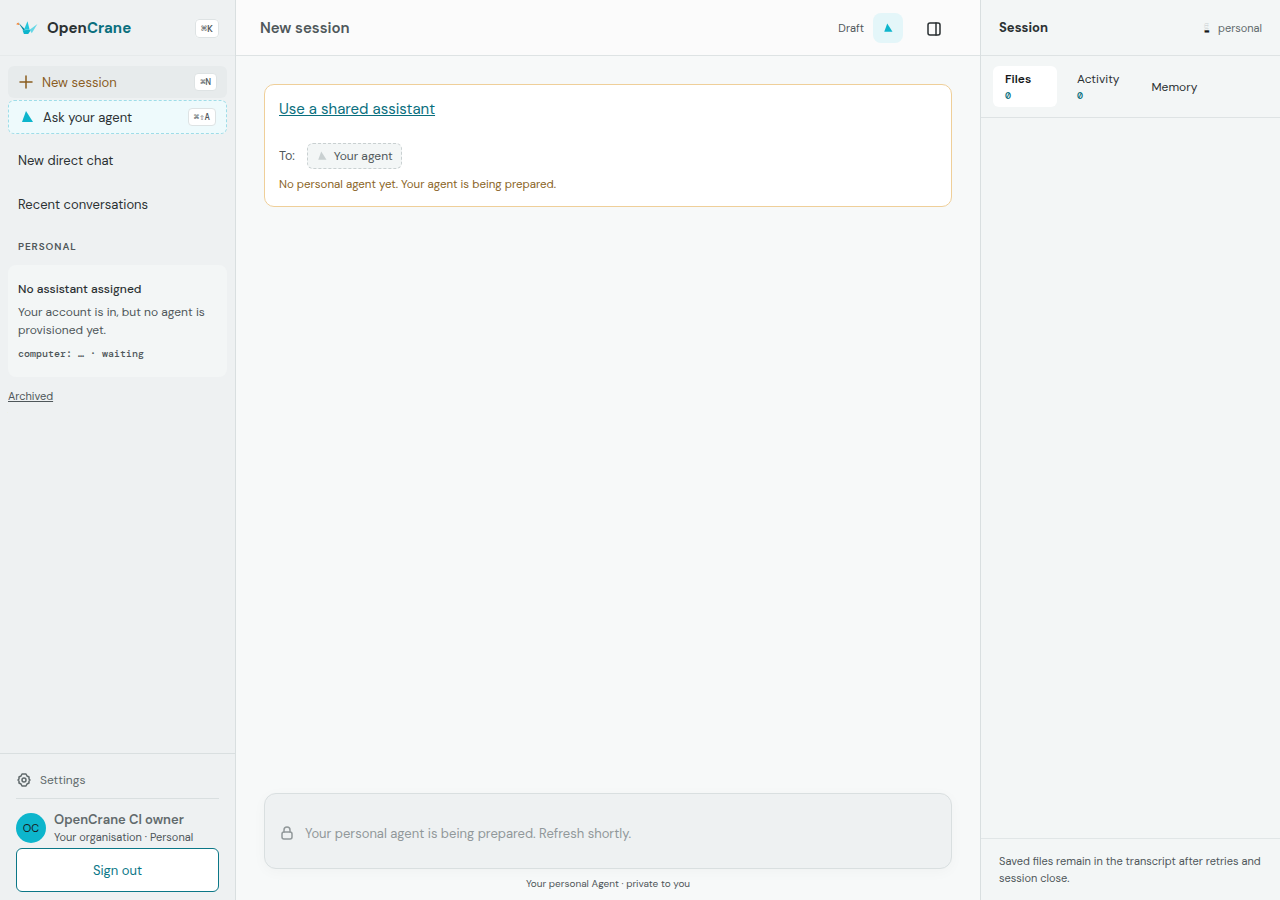 OpenCrane
⌘K
New session
⌘N
Ask your agent
⌘⇧A
New direct chat
Recent conversations
PERSONAL
No assistant assigned
Your account is in, but no agent is
provisioned yet.
computer: … · waiting
Archived
Settings
OC
OpenCrane CI owner
Your organisation · Personal
Sign out
New session
Draft
Use a shared assistant
To:
Your agent
No personal agent yet. Your agent is being prepared.
Your personal agent is being prepared. Refresh shortly.
Your personal Agent · private to you
Session
personal
Files
0
Activity
0
Memory
Saved files remain in the transcript after retries and
session close.